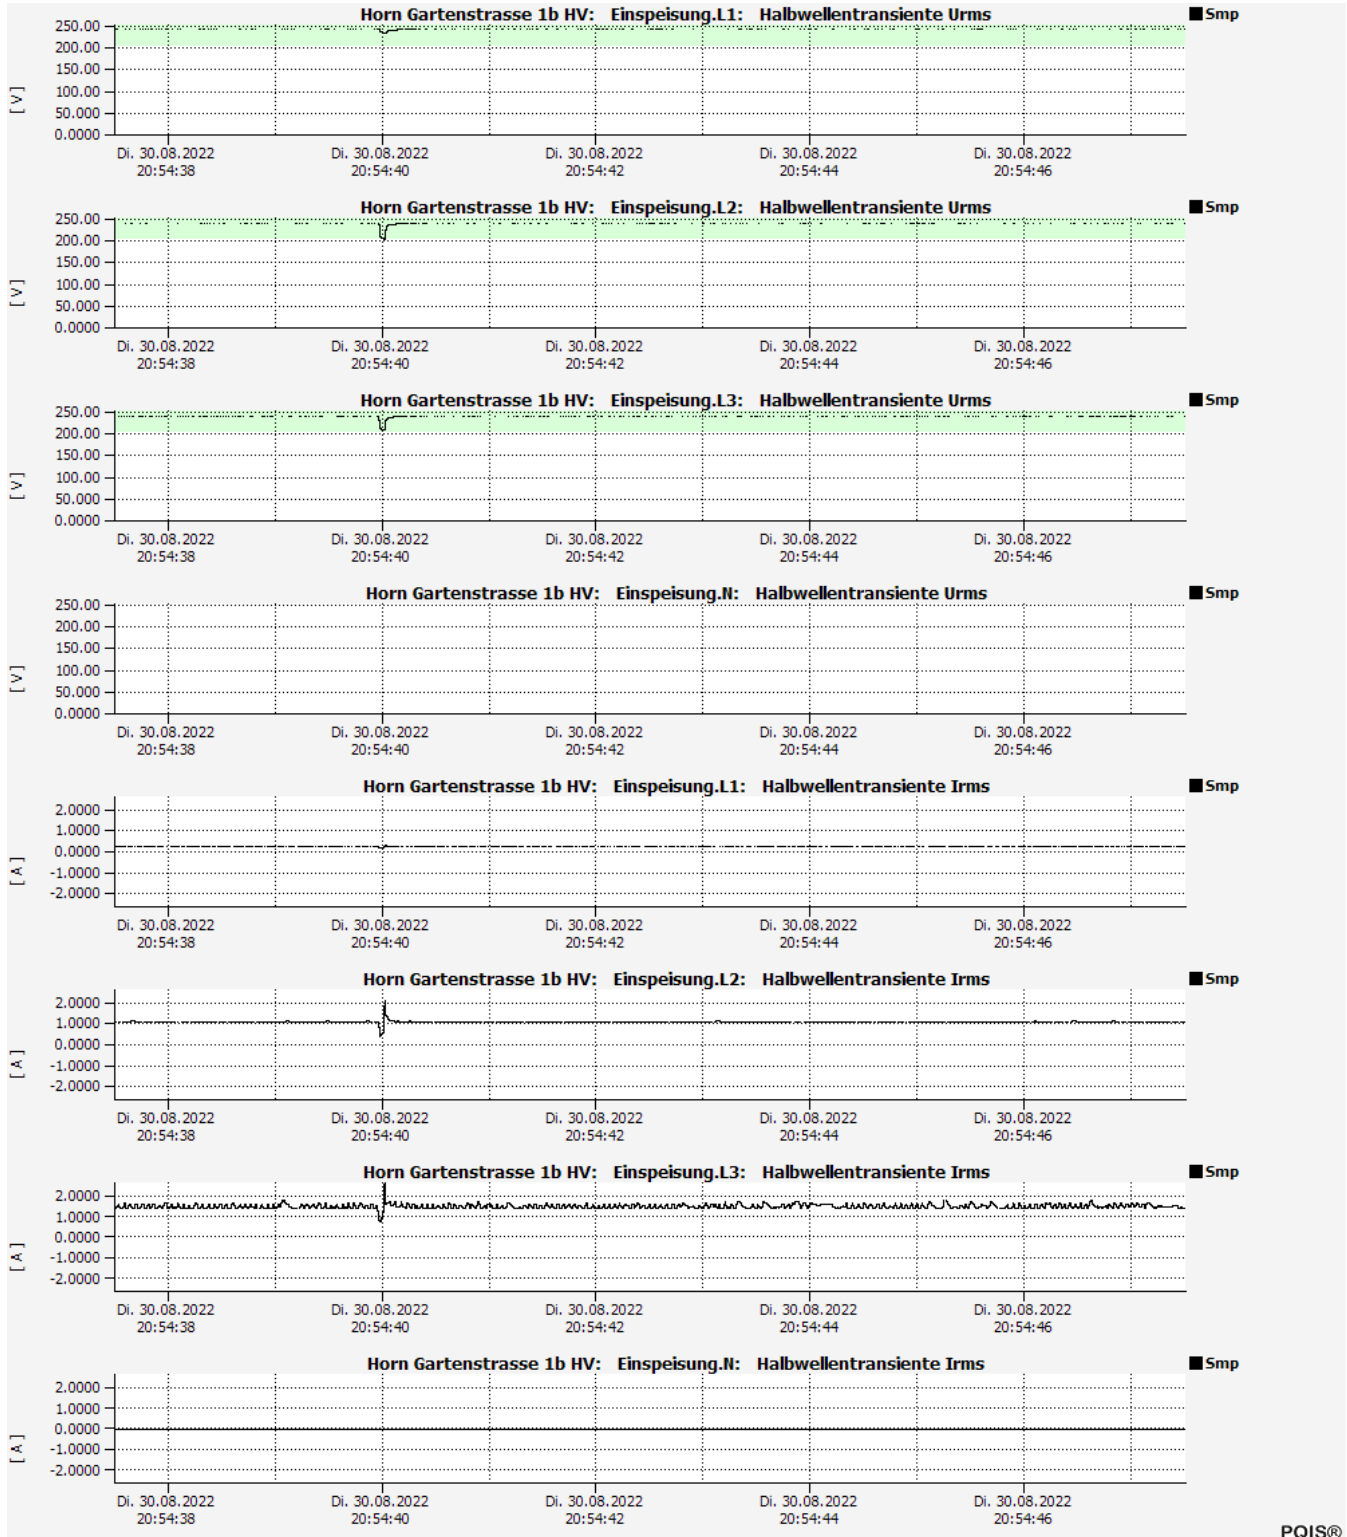 Horn Gartenstrasse 1b HV: Einspeisung.L1: Halbwellentransiente Urms
Smp
250.00
200.00
150.00
100.00
50.000
0.0000
[ V ]
Di. 30.08.2022 Di. 30.08.2022 Di. 30.08.2022 Di. 30.08.2022 Di. 30.08.2022
20:54:38 20:54:40 20:54:42 20:54:44 20:54:46
Horn Gartenstrasse 1b HV: Einspeisung.L2: Halbwellentransiente Urms
Smp
250.00
200.00
150.00
100.00
50.000
0.0000
[ V ]
Di. 30.08.2022 Di. 30.08.2022 Di. 30.08.2022 Di. 30.08.2022 Di. 30.08.2022
20:54:38 20:54:40 20:54:42 20:54:44 20:54:46
Horn Gartenstrasse 1b HV: Einspeisung.L3: Halbwellentransiente Urms
Smp
250.00
200.00
150.00
100.00
50.000
0.0000
[ V ]
Di. 30.08.2022 Di. 30.08.2022 Di. 30.08.2022 Di. 30.08.2022 Di. 30.08.2022
20:54:38 20:54:40 20:54:42 20:54:44 20:54:46
Horn Gartenstrasse 1b HV: Einspeisung.N: Halbwellentransiente Urms
Smp
250.00
200.00
150.00
100.00
50.000
0.0000
[ V ]
Di. 30.08.2022 Di. 30.08.2022 Di. 30.08.2022 Di. 30.08.2022 Di. 30.08.2022
20:54:38 20:54:40 20:54:42 20:54:44 20:54:46
Horn Gartenstrasse 1b HV: Einspeisung.L1: Halbwellentransiente Irms
Smp
2.0000
1.0000
0.0000
-1.0000
-2.0000
[ A ]
Di. 30.08.2022 Di. 30.08.2022 Di. 30.08.2022 Di. 30.08.2022 Di. 30.08.2022
20:54:38 20:54:40 20:54:42 20:54:44 20:54:46
Horn Gartenstrasse 1b HV: Einspeisung.L2: Halbwellentransiente Irms
Smp
2.0000
1.0000
0.0000
-1.0000
-2.0000
[ A ]
Di. 30.08.2022 Di. 30.08.2022 Di. 30.08.2022 Di. 30.08.2022 Di. 30.08.2022
20:54:38 20:54:40 20:54:42 20:54:44 20:54:46
Horn Gartenstrasse 1b HV: Einspeisung.L3: Halbwellentransiente Irms
Smp
2.0000
1.0000
0.0000
-1.0000
-2.0000
[ A ]
Di. 30.08.2022 Di. 30.08.2022 Di. 30.08.2022 Di. 30.08.2022 Di. 30.08.2022
20:54:38 20:54:40 20:54:42 20:54:44 20:54:46
Horn Gartenstrasse 1b HV: Einspeisung.N: Halbwellentransiente Irms
Smp
2.0000
1.0000
0.0000
-1.0000
-2.0000
[ A ]
Di. 30.08.2022 Di. 30.08.2022 Di. 30.08.2022 Di. 30.08.2022 Di. 30.08.2022
20:54:38 20:54:40 20:54:42 20:54:44 20:54:46
PQIS®